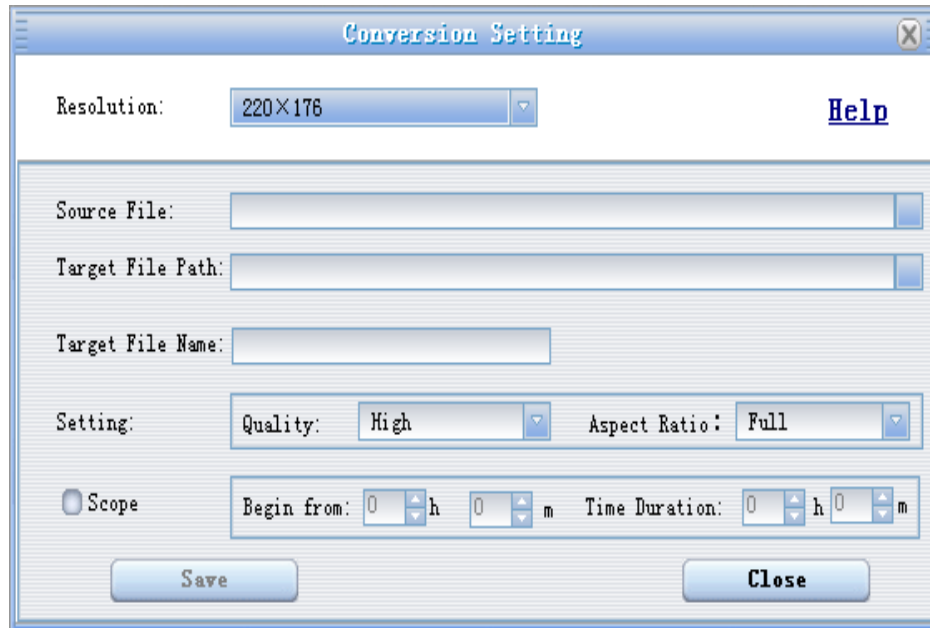 Conversion Setting
Resolution: 220×176 Help
Source File:
Target File Path:
Target File Name:
Setting: Quality: High Aspect Ratio: Full
Scope Begin from: 0 h 0 m Time Duration: 0 h 0 m
Save Close